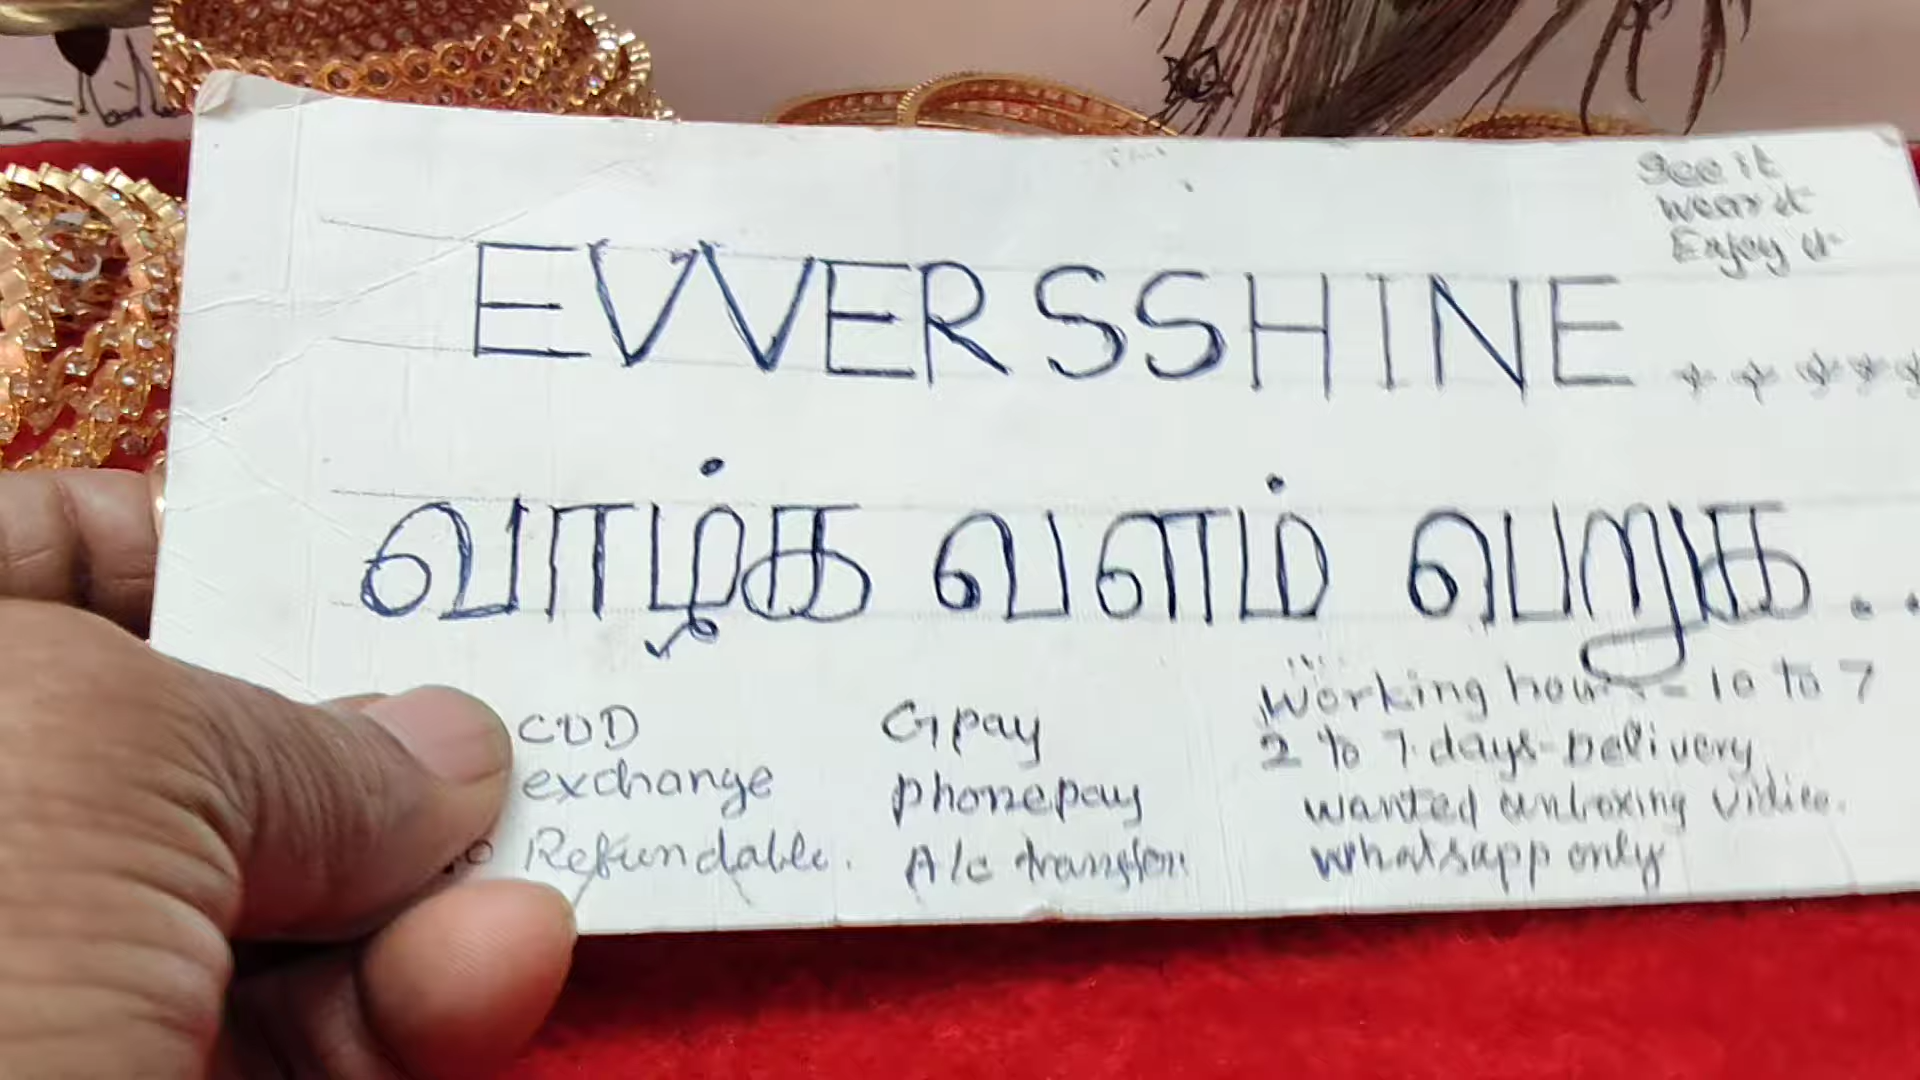 See it
wear it
Enjoy it
EVVERSSHINE
வாழ்க வளம் பெறுக..
COD
exchange
Refundable.
Gpay
phonepay
A/c transfer
Working hours - 10 to 7
2 to 7 days - Delivery
wanted unboxing vidieo.
whatsapp only